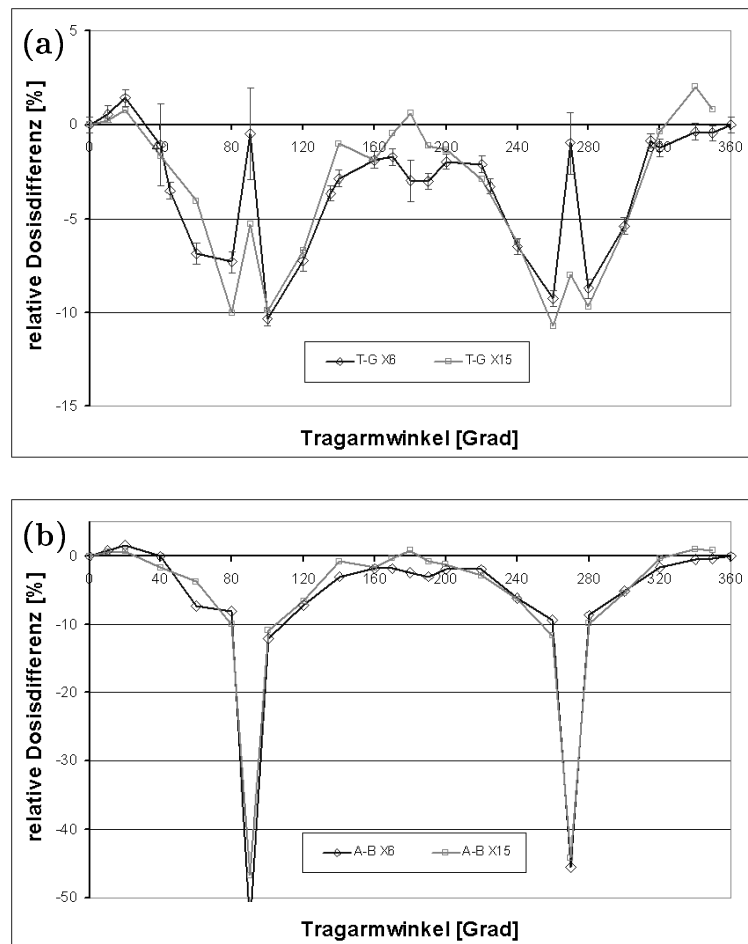 (a)
relative Dosisdifferenz [%]
5
0
-5
-10
-15
0 40 80 120 160 200 240 280 320 360
T-G X6 T-G X15
Tragarmwinkel [Grad]
(b)
relative Dosisdifferenz [%]
0
-10
-20
-30
-40
-50
0 40 80 120 160 200 240 280 320 360
A-B X6 A-B X15
Tragarmwinkel [Grad]